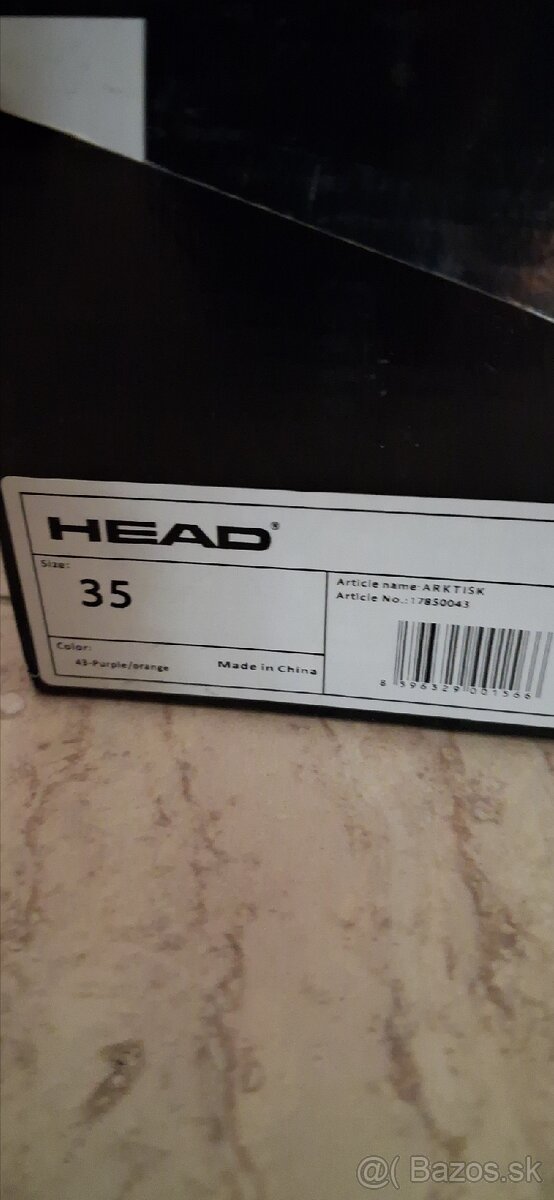 HEAD®
Size:
35
Color:
43-Purple/orange
Made in China
Article name: ARKTISK
Article No.: 17850043
8 596329 001566
@( Bazos.sk